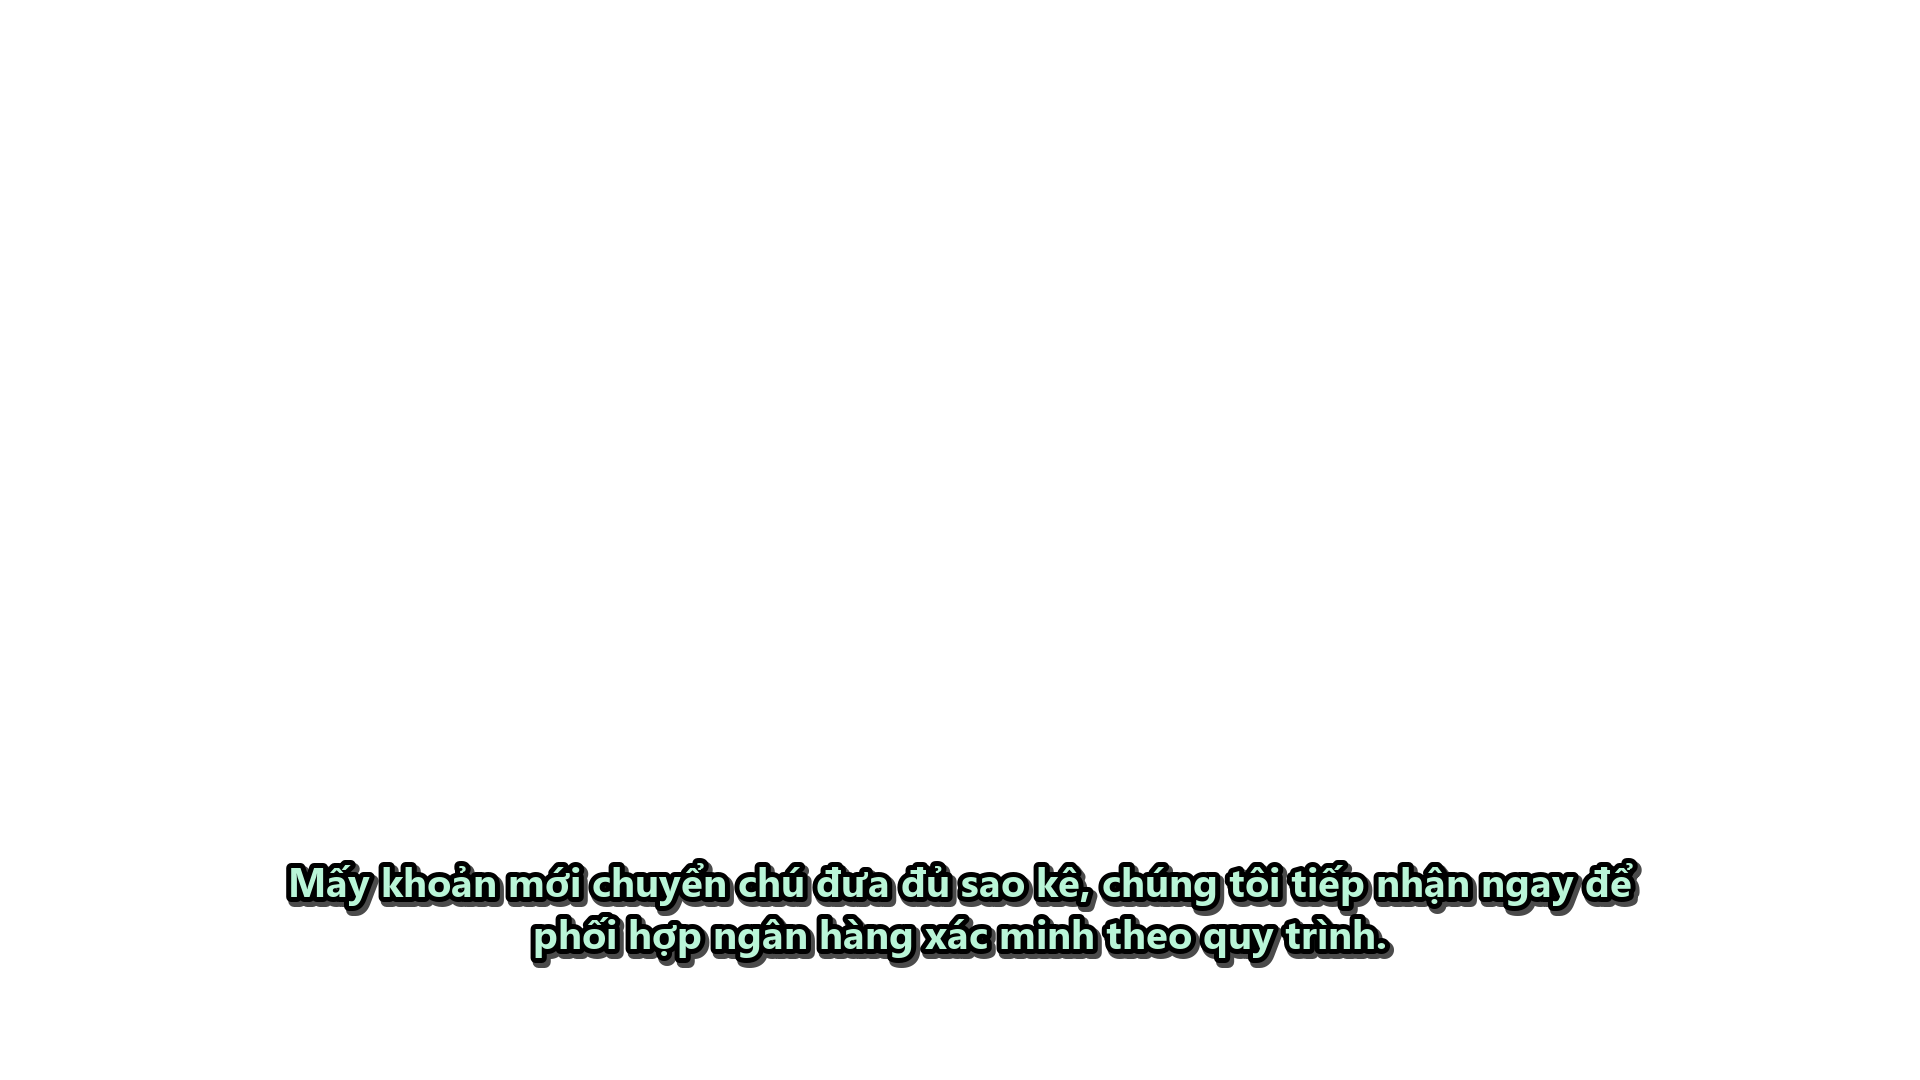 Mấy khoản mới chuyển chú đưa đủ sao kê, chúng tôi tiếp nhận ngay để
phối hợp ngân hàng xác minh theo quy trình.